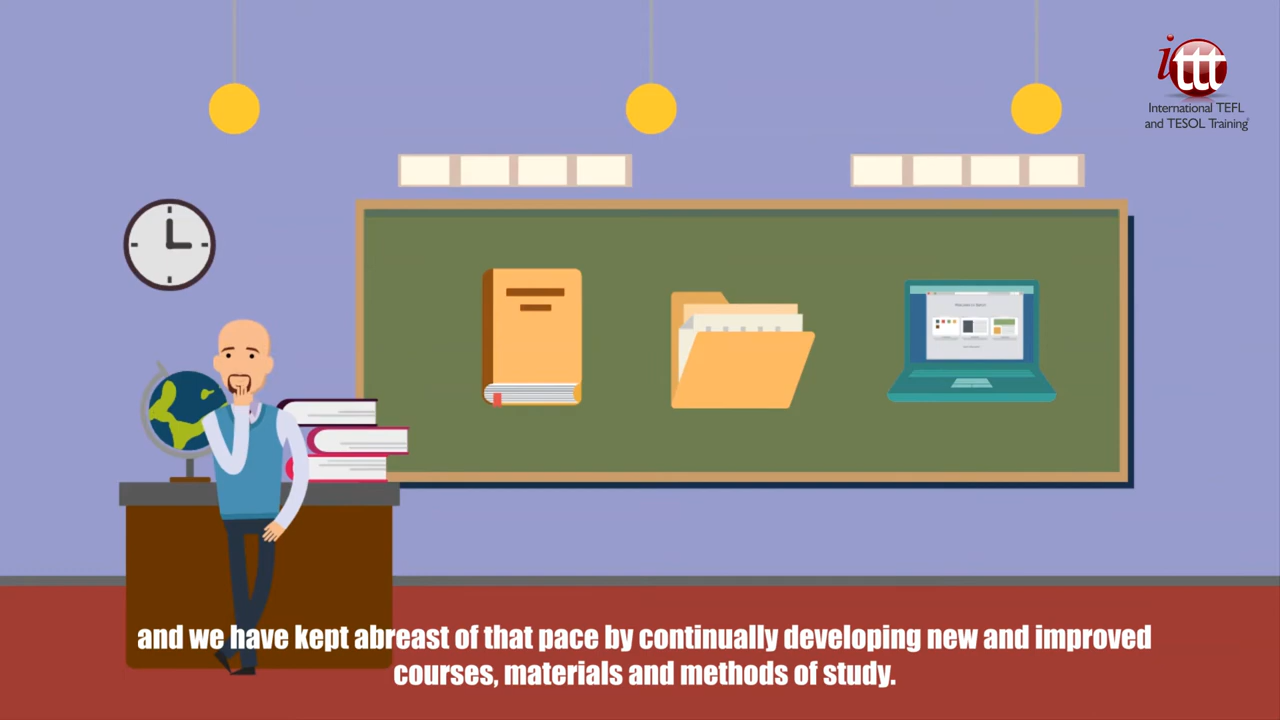 ittt
International TEFL
and TESOL Training
and we have kept abreast of that pace by continually developing new and improved
courses, materials and methods of study.